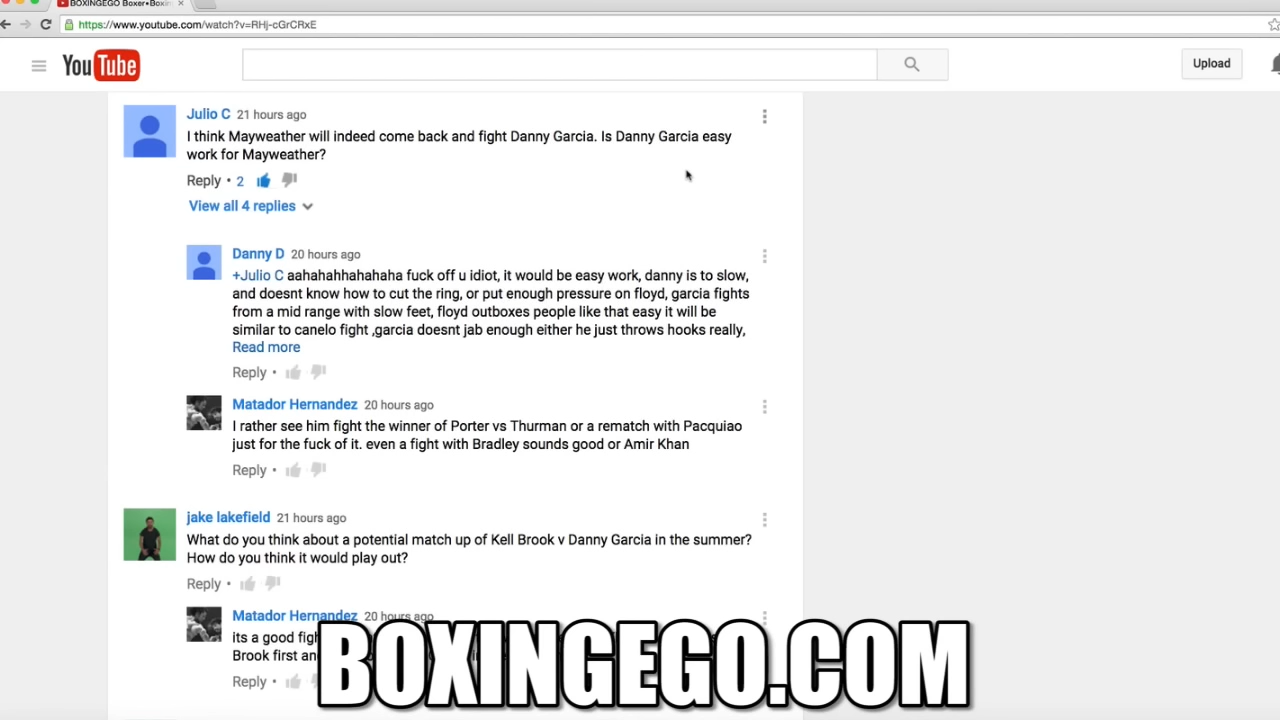 BOXINGEGO Boxer•Boxin
https://www.youtube.com/watch?v=RHj-cGrCRxE
YouTube
Upload
Julio C 21 hours ago
I think Mayweather will indeed come back and fight Danny Garcia. Is Danny Garcia easy
work for Mayweather?
Reply • 2
View all 4 replies
Danny D 20 hours ago
+Julio C aahahahhahahaha fuck off u idiot, it would be easy work, danny is to slow,
and doesnt know how to cut the ring, or put enough pressure on floyd, garcia fights
from a mid range with slow feet, floyd outboxes people like that easy it will be
similar to canelo fight ,garcia doesnt jab enough either he just throws hooks really,
Read more
Reply •
Matador Hernandez 20 hours ago
I rather see him fight the winner of Porter vs Thurman or a rematch with Pacquiao
just for the fuck of it. even a fight with Bradley sounds good or Amir Khan
Reply •
jake lakefield 21 hours ago
What do you think about a potential match up of Kell Brook v Danny Garcia in the summer?
How do you think it would play out?
Reply •
Matador Hernandez 20 hours ago
its a good figh
Brook first an
Reply •
BOXINGEGO.COM